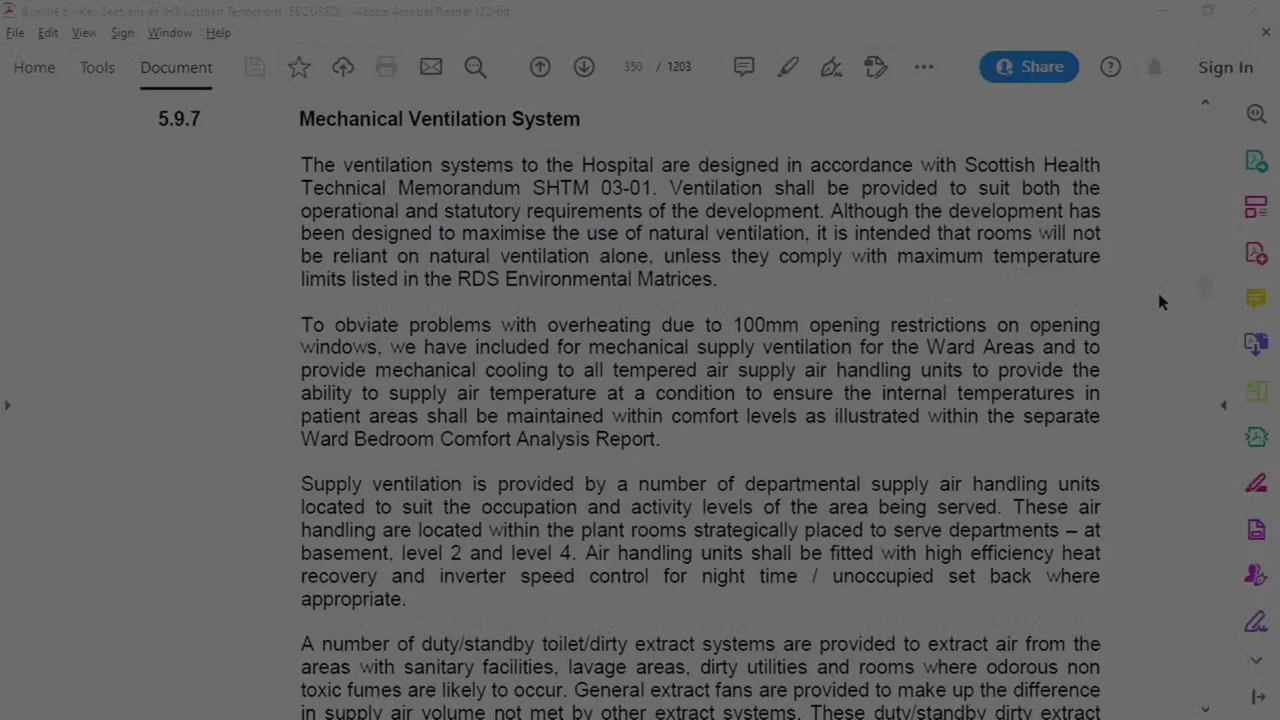 Bundle 5 - Key Sections of IHS Lothian Tender.pdf (SECURED) - Adobe Acrobat Reader (32-bit)
File Edit View Sign Window Help
Home Tools Document 350 / 1203 Share Sign In
5.9.7 Mechanical Ventilation System
The ventilation systems to the Hospital are designed in accordance with Scottish Health
Technical Memorandum SHTM 03-01. Ventilation shall be provided to suit both the
operational and statutory requirements of the development. Although the development has
been designed to maximise the use of natural ventilation, it is intended that rooms will not
be reliant on natural ventilation alone, unless they comply with maximum temperature
limits listed in the RDS Environmental Matrices.
To obviate problems with overheating due to 100mm opening restrictions on opening
windows, we have included for mechanical supply ventilation for the Ward Areas and to
provide mechanical cooling to all tempered air supply air handling units to provide the
ability to supply air temperature at a condition to ensure the internal temperatures in
patient areas shall be maintained within comfort levels as illustrated within the separate
Ward Bedroom Comfort Analysis Report.
Supply ventilation is provided by a number of departmental supply air handling units
located to suit the occupation and activity levels of the area being served. These air
handling are located within the plant rooms strategically placed to serve departments – at
basement, level 2 and level 4. Air handling units shall be fitted with high efficiency heat
recovery and inverter speed control for night time / unoccupied set back where
appropriate.
A number of duty/standby toilet/dirty extract systems are provided to extract air from the
areas with sanitary facilities, lavage areas, dirty utilities and rooms where odorous non
toxic fumes are likely to occur. General extract fans are provided to make up the difference
in supply air volume not met by other extract systems. These duty/standby dirty extract